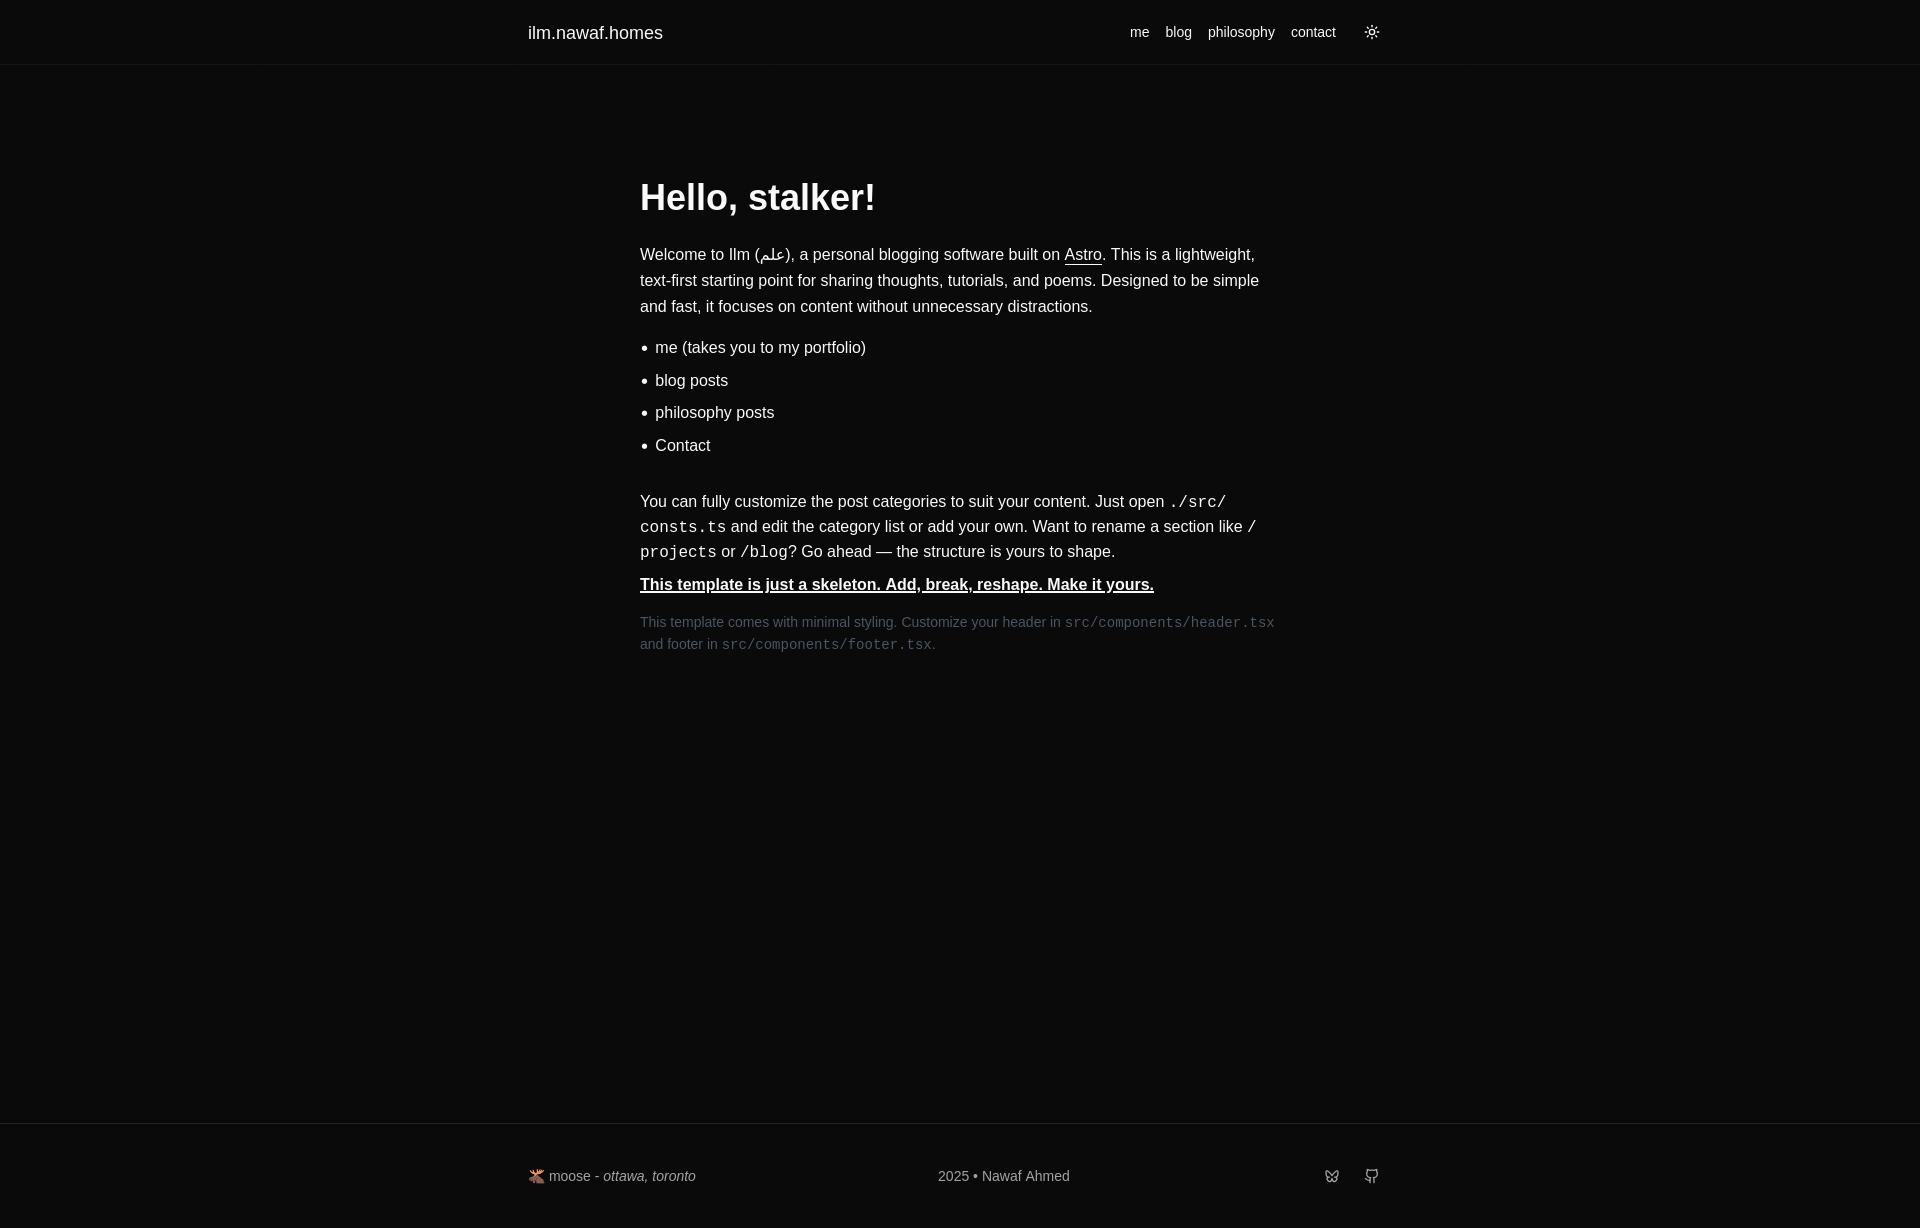 ilm.nawaf.homes
me blog philosophy contact
Hello, stalker!
Welcome to Ilm (علم), a personal blogging software built on Astro. This is a lightweight,
text-first starting point for sharing thoughts, tutorials, and poems. Designed to be simple
and fast, it focuses on content without unnecessary distractions.
• me (takes you to my portfolio)
• blog posts
• philosophy posts
• Contact
You can fully customize the post categories to suit your content. Just open ./src/
consts.ts and edit the category list or add your own. Want to rename a section like /
projects or /blog? Go ahead — the structure is yours to shape.
This template is just a skeleton. Add, break, reshape. Make it yours.
This template comes with minimal styling. Customize your header in src/components/header.tsx
and footer in src/components/footer.tsx.
🫎 moose - ottawa, toronto
2025 • Nawaf Ahmed